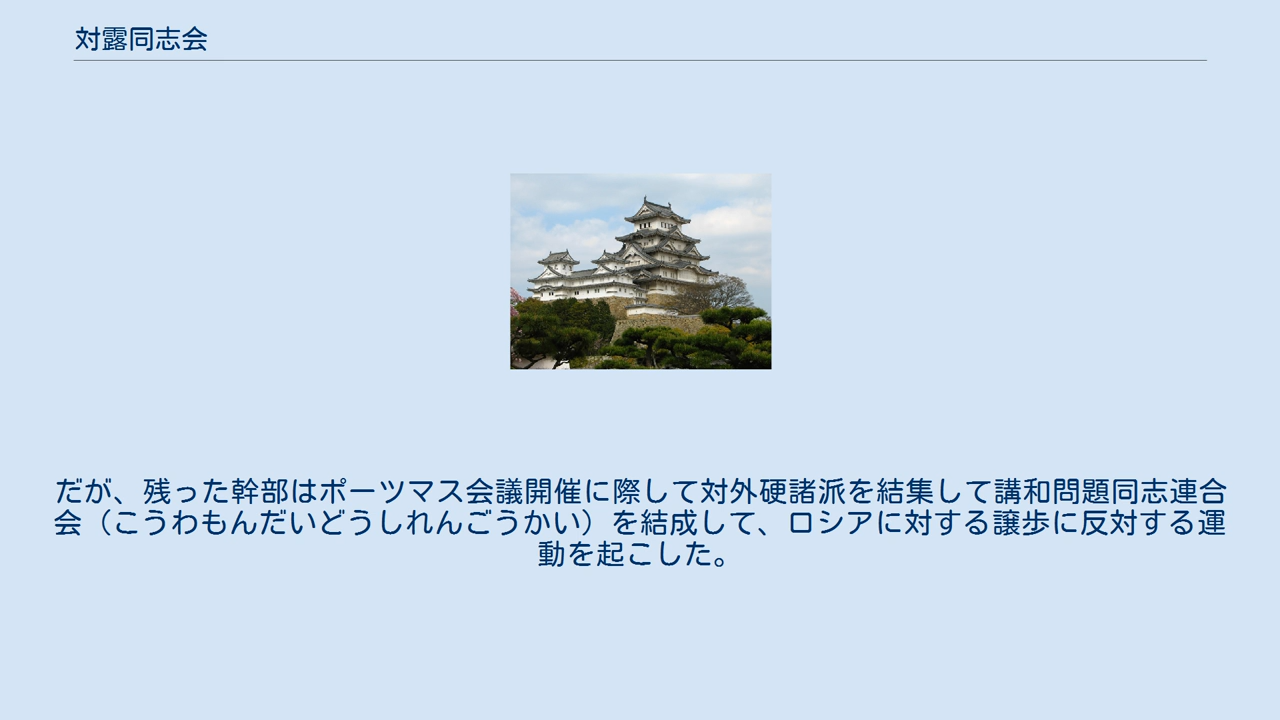 対露同志会
だが、残った幹部はポーツマス会議開催に際して対外硬諸派を結集して講和問題同志連合
会（こうわもんだいどうしれんごうかい）を結成して、ロシアに対する譲歩に反対する運
動を起こした。